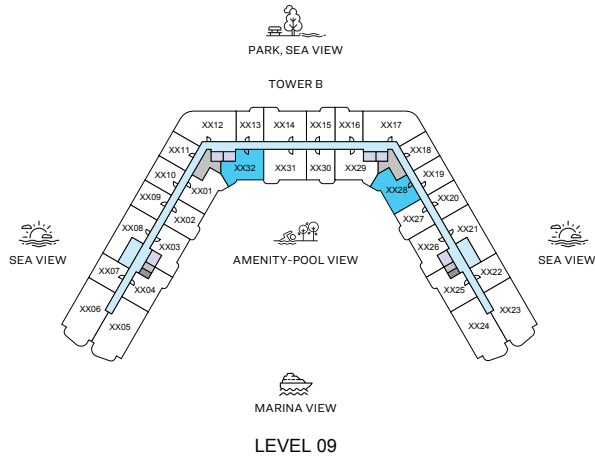 PARK, SEA VIEW
TOWER B
XX12
XX13
XX14
XX15
XX16
XX17
XX11
XX18
XX10
XX01
XX32
XX31
XX30
XX29
XX28
XX19
XX09
XX02
XX27
XX20
XX08
XX03
XX26
XX21
SEA VIEW
AMENITY-POOL VIEW
SEA VIEW
XX07
XX04
XX25
XX22
XX06
XX05
XX24
XX23
MARINA VIEW
LEVEL 09